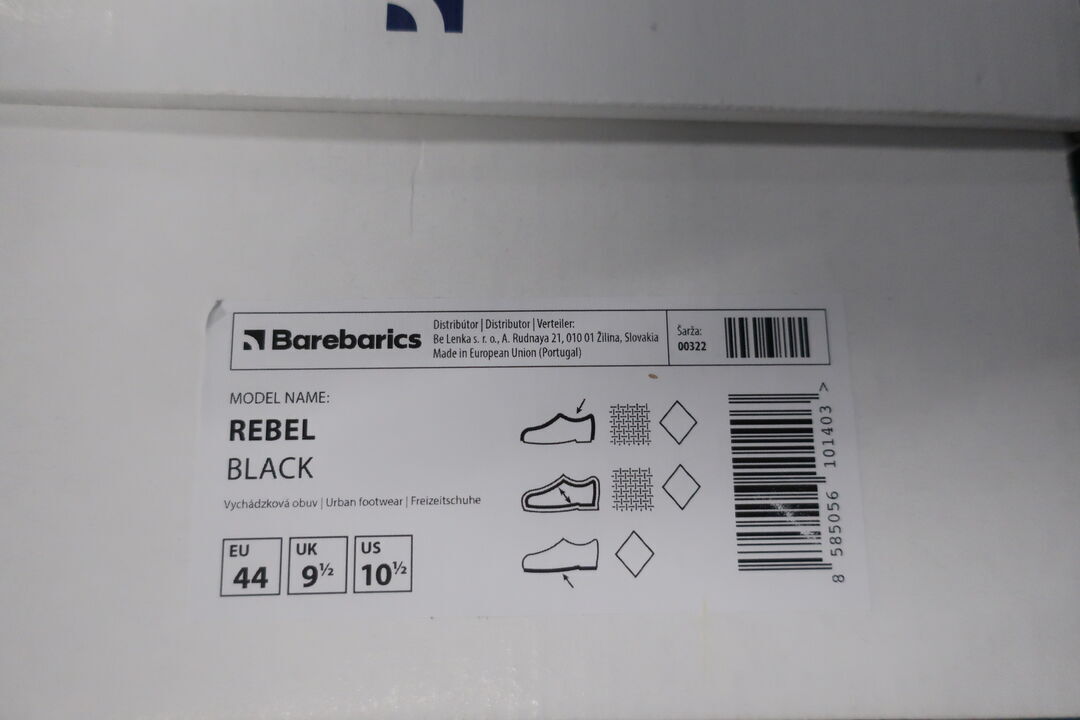 Barebarics
Distribútor | Distributor | Verteiler:
Be Lenka s. r. o., A. Rudnaya 21, 010 01 Žilina, Slovakia
Made in European Union (Portugal)
Šarža:
00322
MODEL NAME:
REBEL
BLACK
Vychádzková obuv | Urban footwear | Freizeitschuhe
EU
44
UK
9½
US
10½
8 585056 101403 >